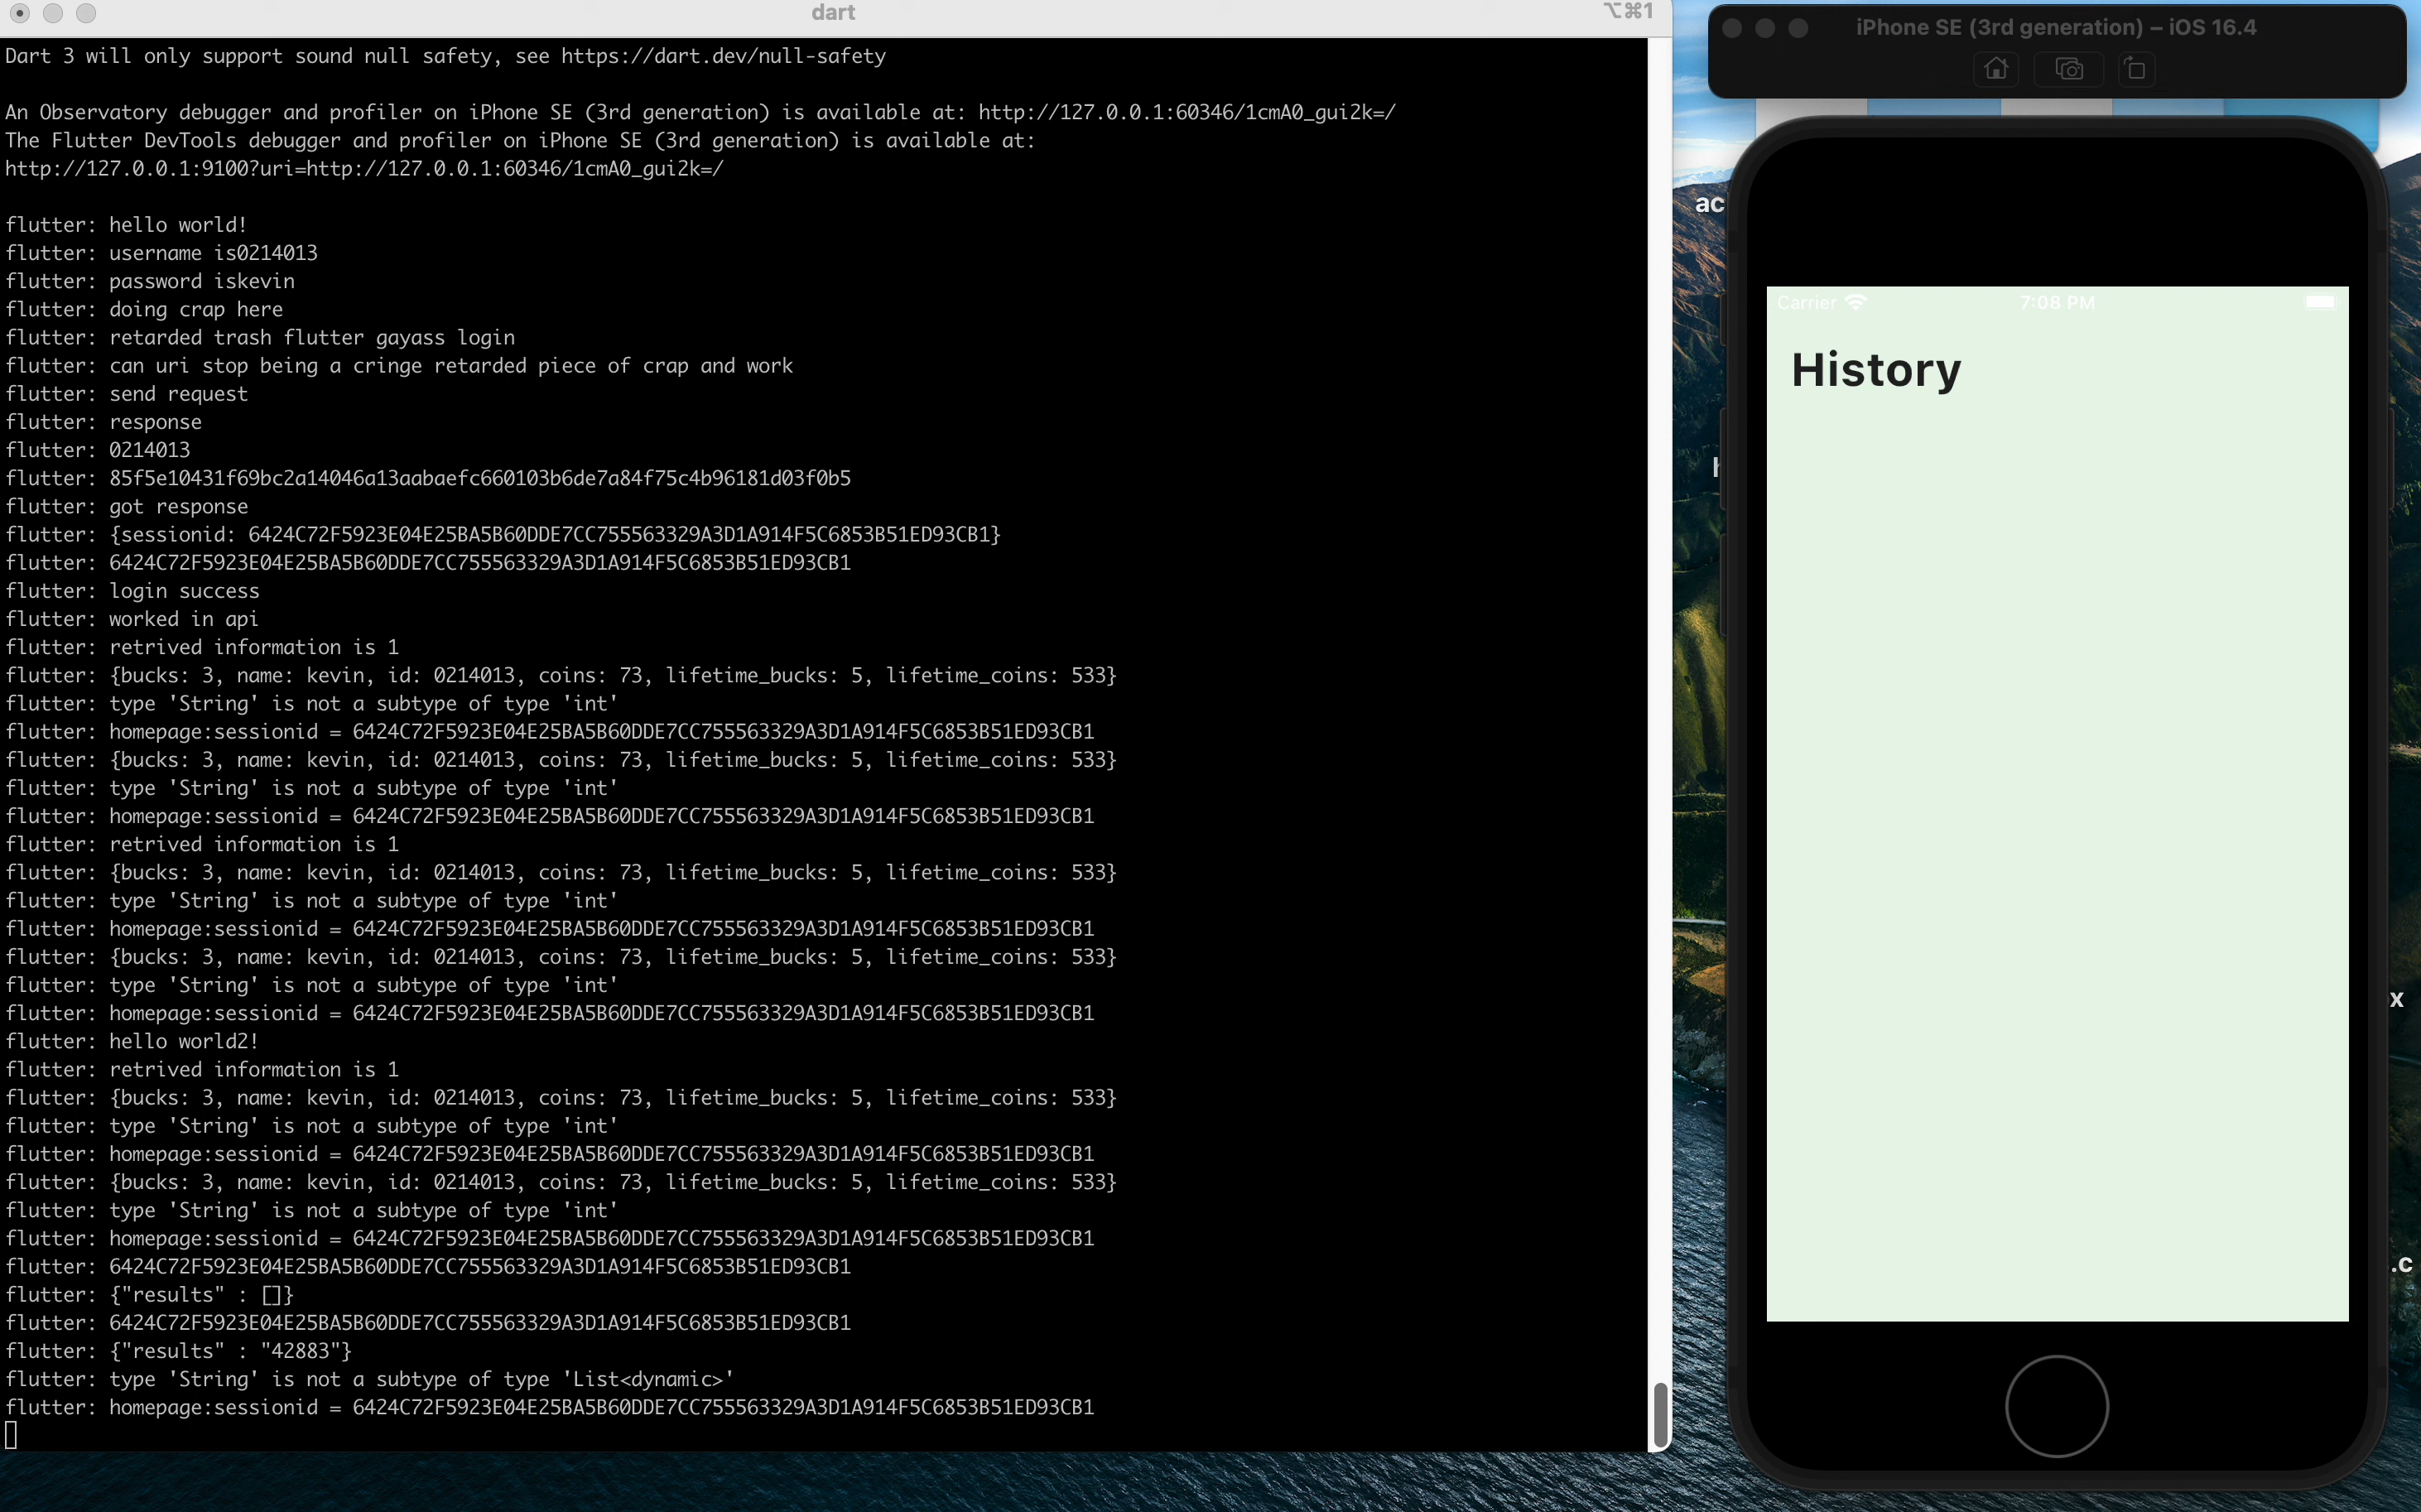 dart
⌥⌘1
Dart 3 will only support sound null safety, see https://dart.dev/null-safety
An Observatory debugger and profiler on iPhone SE (3rd generation) is available at: http://127.0.0.1:60346/1cmA0_gui2k=/
The Flutter DevTools debugger and profiler on iPhone SE (3rd generation) is available at:
http://127.0.0.1:9100?uri=http://127.0.0.1:60346/1cmA0_gui2k=/
flutter: hello world!
flutter: username is0214013
flutter: password iskevin
flutter: doing crap here
flutter: retarded trash flutter gayass login
flutter: can uri stop being a cringe retarded piece of crap and work
flutter: send request
flutter: response
flutter: 0214013
flutter: 85f5e10431f69bc2a14046a13aabaefc660103b6de7a84f75c4b96181d03f0b5
flutter: got response
flutter: {sessionid: 6424C72F5923E04E25BA5B60DDE7CC755563329A3D1A914F5C6853B51ED93CB1}
flutter: 6424C72F5923E04E25BA5B60DDE7CC755563329A3D1A914F5C6853B51ED93CB1
flutter: login success
flutter: worked in api
flutter: retrived information is 1
flutter: {bucks: 3, name: kevin, id: 0214013, coins: 73, lifetime_bucks: 5, lifetime_coins: 533}
flutter: type 'String' is not a subtype of type 'int'
flutter: homepage:sessionid = 6424C72F5923E04E25BA5B60DDE7CC755563329A3D1A914F5C6853B51ED93CB1
flutter: {bucks: 3, name: kevin, id: 0214013, coins: 73, lifetime_bucks: 5, lifetime_coins: 533}
flutter: type 'String' is not a subtype of type 'int'
flutter: homepage:sessionid = 6424C72F5923E04E25BA5B60DDE7CC755563329A3D1A914F5C6853B51ED93CB1
flutter: retrived information is 1
flutter: {bucks: 3, name: kevin, id: 0214013, coins: 73, lifetime_bucks: 5, lifetime_coins: 533}
flutter: type 'String' is not a subtype of type 'int'
flutter: homepage:sessionid = 6424C72F5923E04E25BA5B60DDE7CC755563329A3D1A914F5C6853B51ED93CB1
flutter: {bucks: 3, name: kevin, id: 0214013, coins: 73, lifetime_bucks: 5, lifetime_coins: 533}
flutter: type 'String' is not a subtype of type 'int'
flutter: homepage:sessionid = 6424C72F5923E04E25BA5B60DDE7CC755563329A3D1A914F5C6853B51ED93CB1
flutter: hello world2!
flutter: retrived information is 1
flutter: {bucks: 3, name: kevin, id: 0214013, coins: 73, lifetime_bucks: 5, lifetime_coins: 533}
flutter: type 'String' is not a subtype of type 'int'
flutter: homepage:sessionid = 6424C72F5923E04E25BA5B60DDE7CC755563329A3D1A914F5C6853B51ED93CB1
flutter: {bucks: 3, name: kevin, id: 0214013, coins: 73, lifetime_bucks: 5, lifetime_coins: 533}
flutter: type 'String' is not a subtype of type 'int'
flutter: homepage:sessionid = 6424C72F5923E04E25BA5B60DDE7CC755563329A3D1A914F5C6853B51ED93CB1
flutter: 6424C72F5923E04E25BA5B60DDE7CC755563329A3D1A914F5C6853B51ED93CB1
flutter: {"results" : []}
flutter: 6424C72F5923E04E25BA5B60DDE7CC755563329A3D1A914F5C6853B51ED93CB1
flutter: {"results" : "42883"}
flutter: type 'String' is not a subtype of type 'List<dynamic>'
flutter: homepage:sessionid = 6424C72F5923E04E25BA5B60DDE7CC755563329A3D1A914F5C6853B51ED93CB1
iPhone SE (3rd generation) – iOS 16.4
ac
Carrier 7:08 PM
History
x
.c